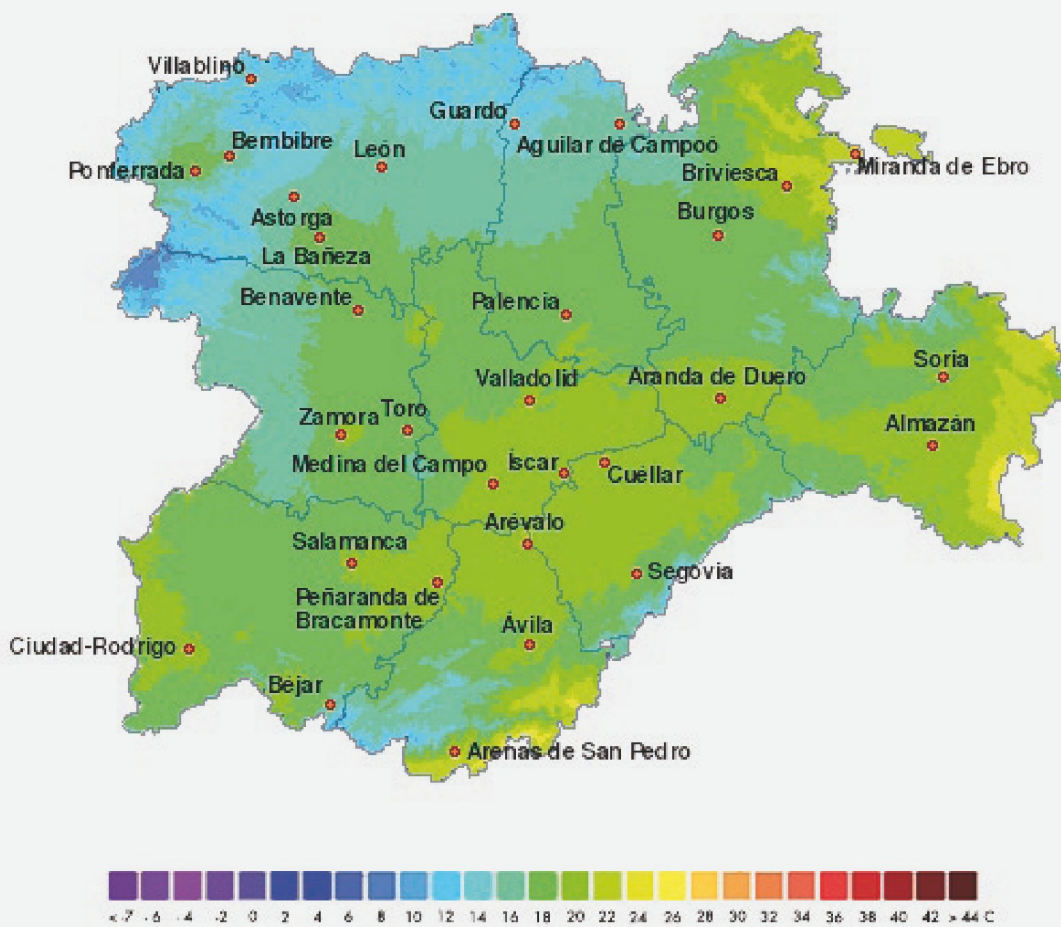 Villablino
Guardo
Bembibre
León
Aguilar de Campoo
Ponferrada
Briviesca
Miranda de Ebro
Astorga
Burgos
La Bañeza
Benavente
Palencia
Soria
Valladolid
Aranda de Duero
Zamora
Toro
Almazán
Medina del Campo
Íscar
Cuéllar
Arévalo
Salamanca
Segovia
Peñaranda de
Bracamonte
Ávila
Ciudad-Rodrigo
Béjar
Arenas de San Pedro
< -7 -6 -4 -2 0 2 4 6 8 10 12 14 16 18 20 22 24 26 28 30 32 34 36 38 40 42 > 44 C